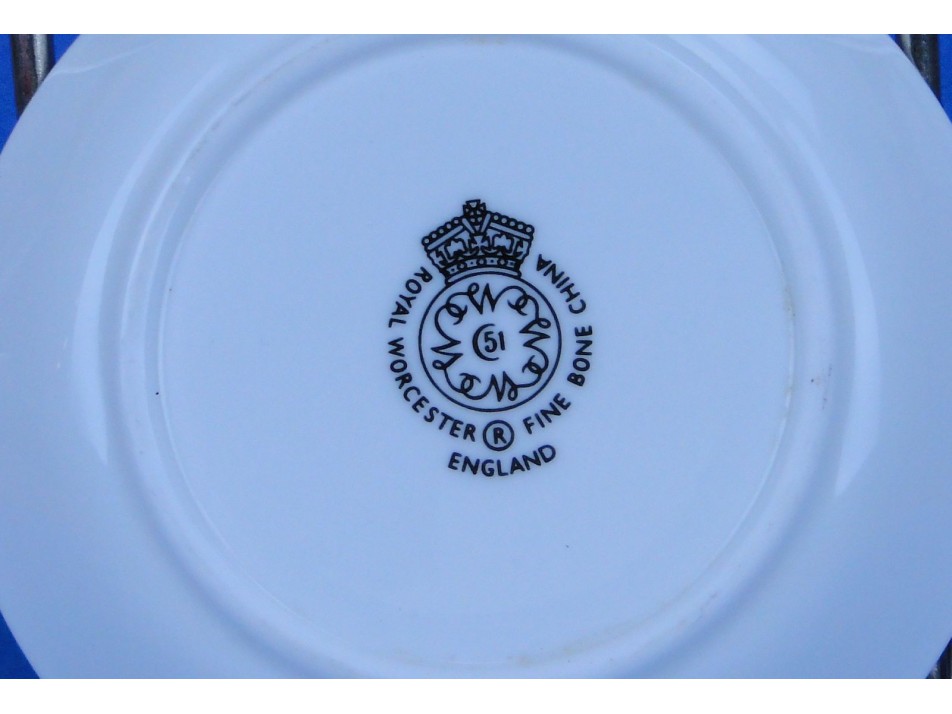 ROYAL WORCESTER ® FINE BONE CHINA
ENGLAND
51